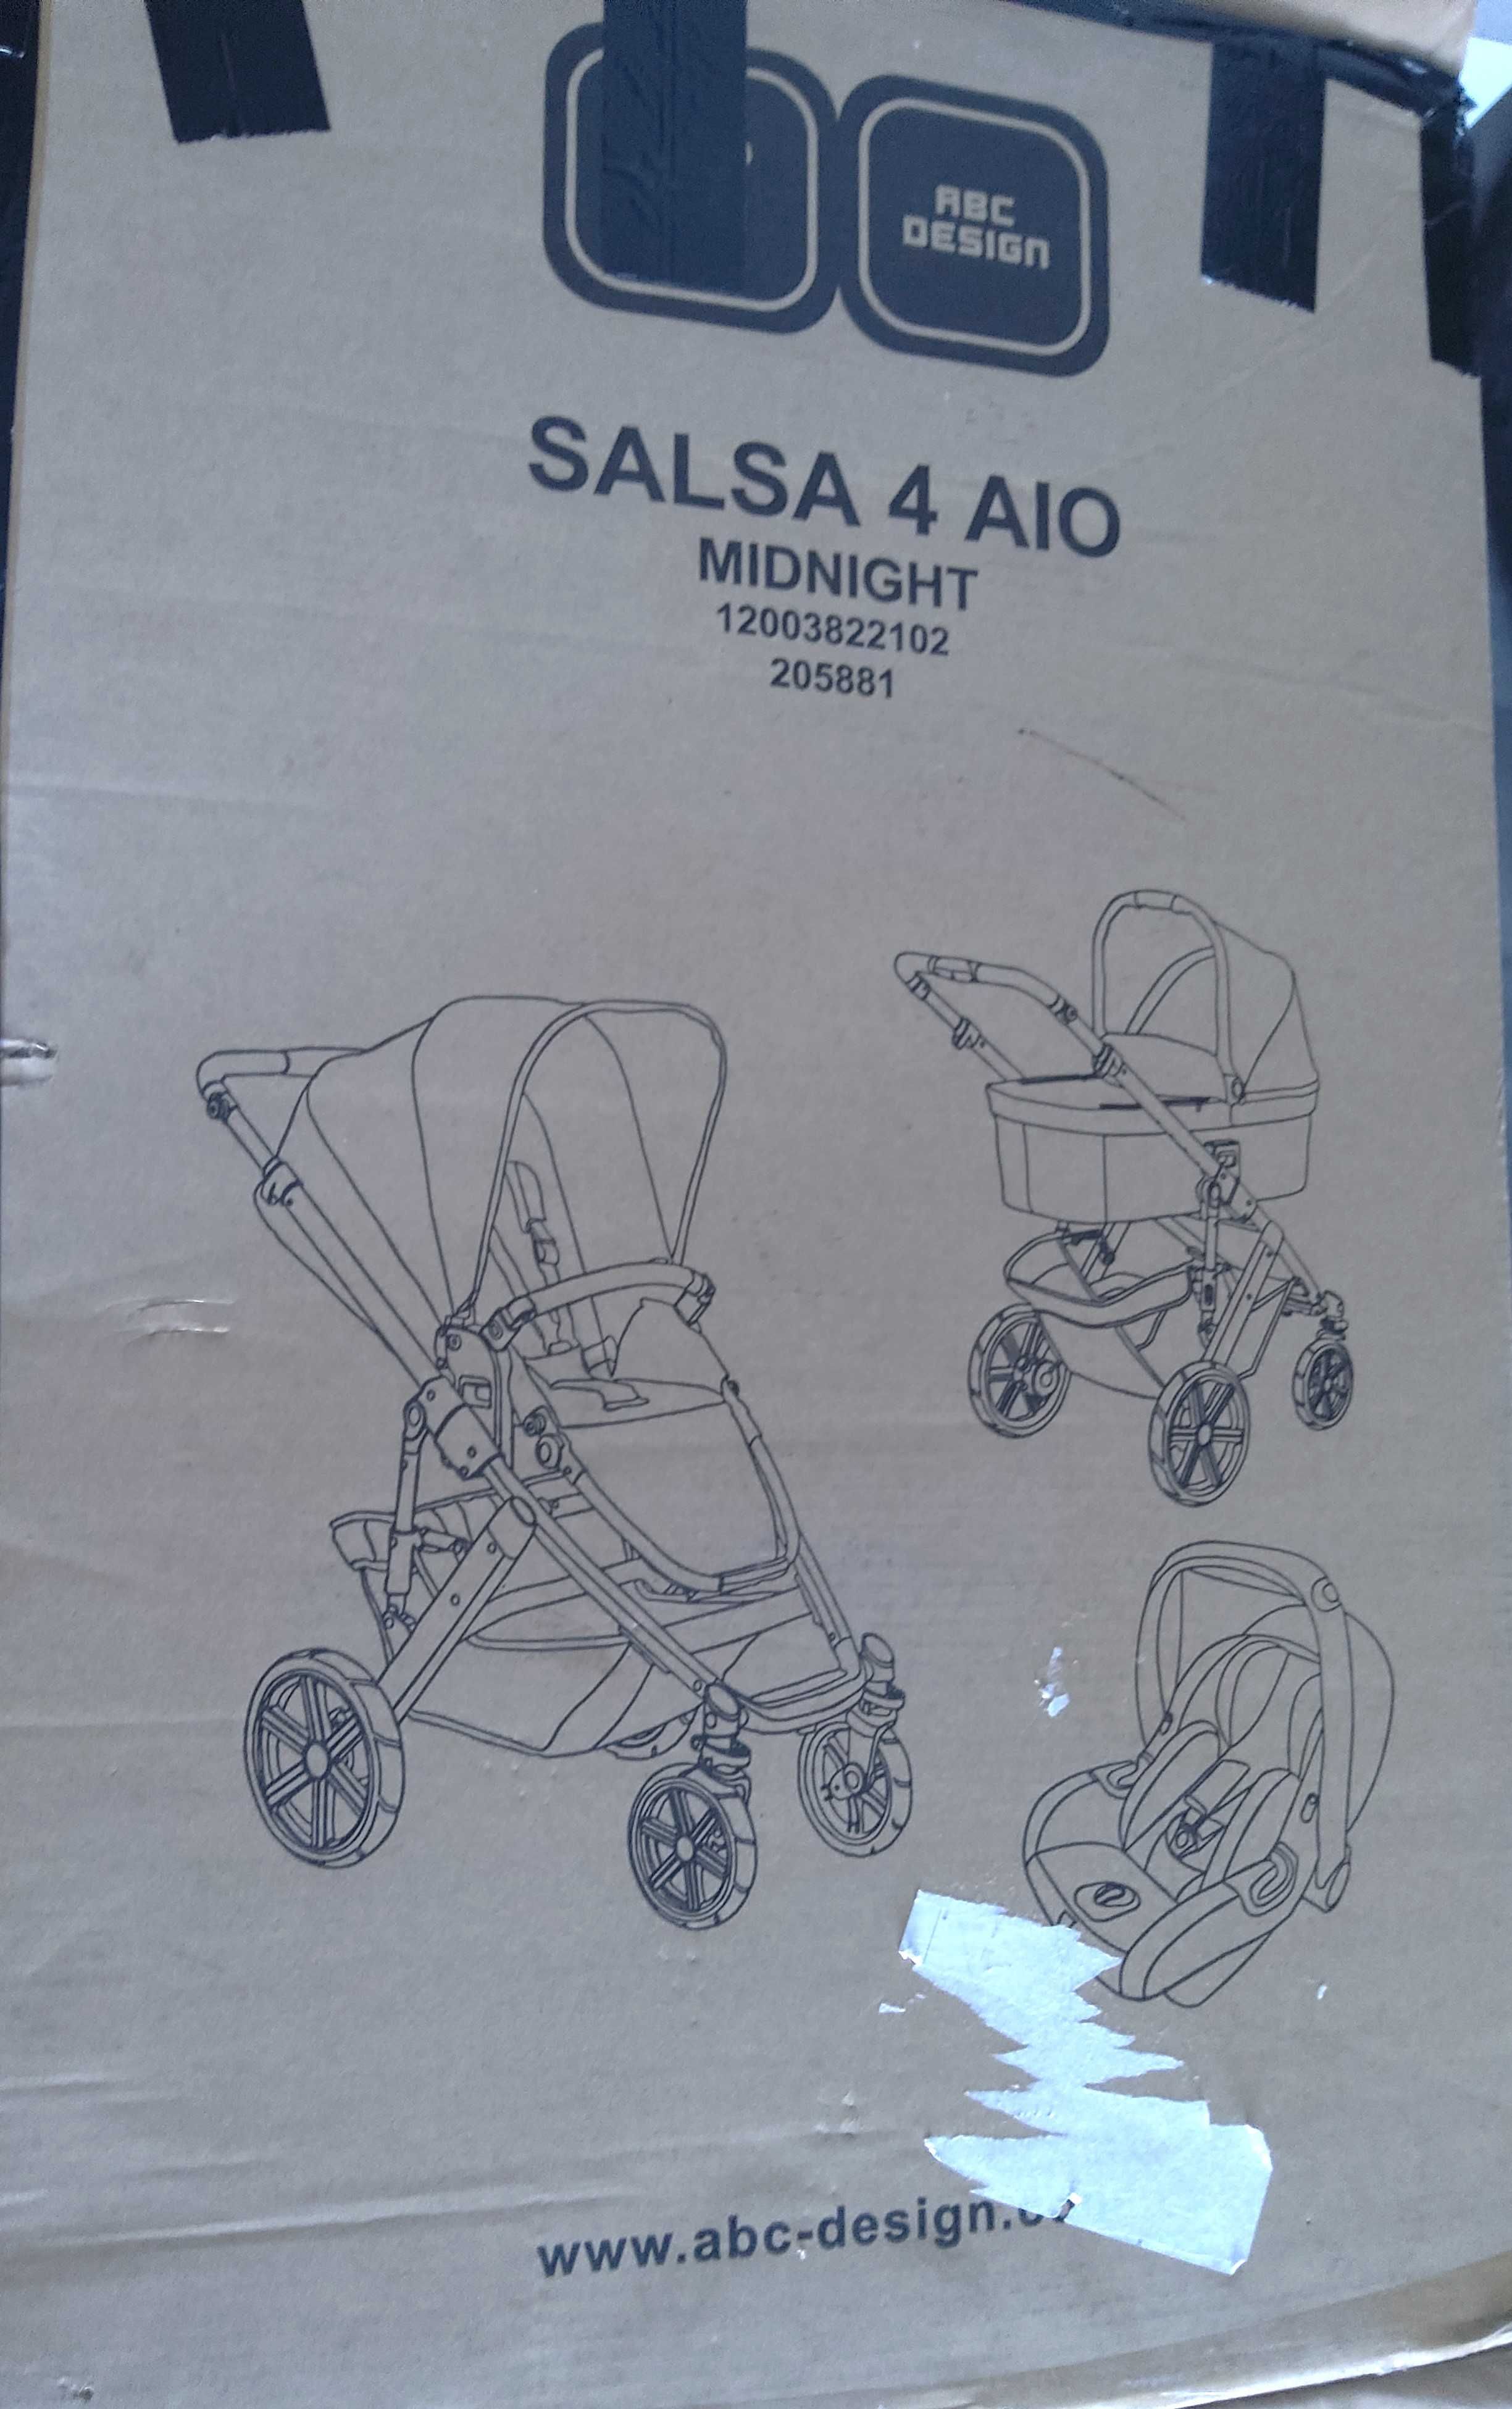 ABC
DESIGN
SALSA 4 AIO
MIDNIGHT
12003822102
205881
www.abc-design.